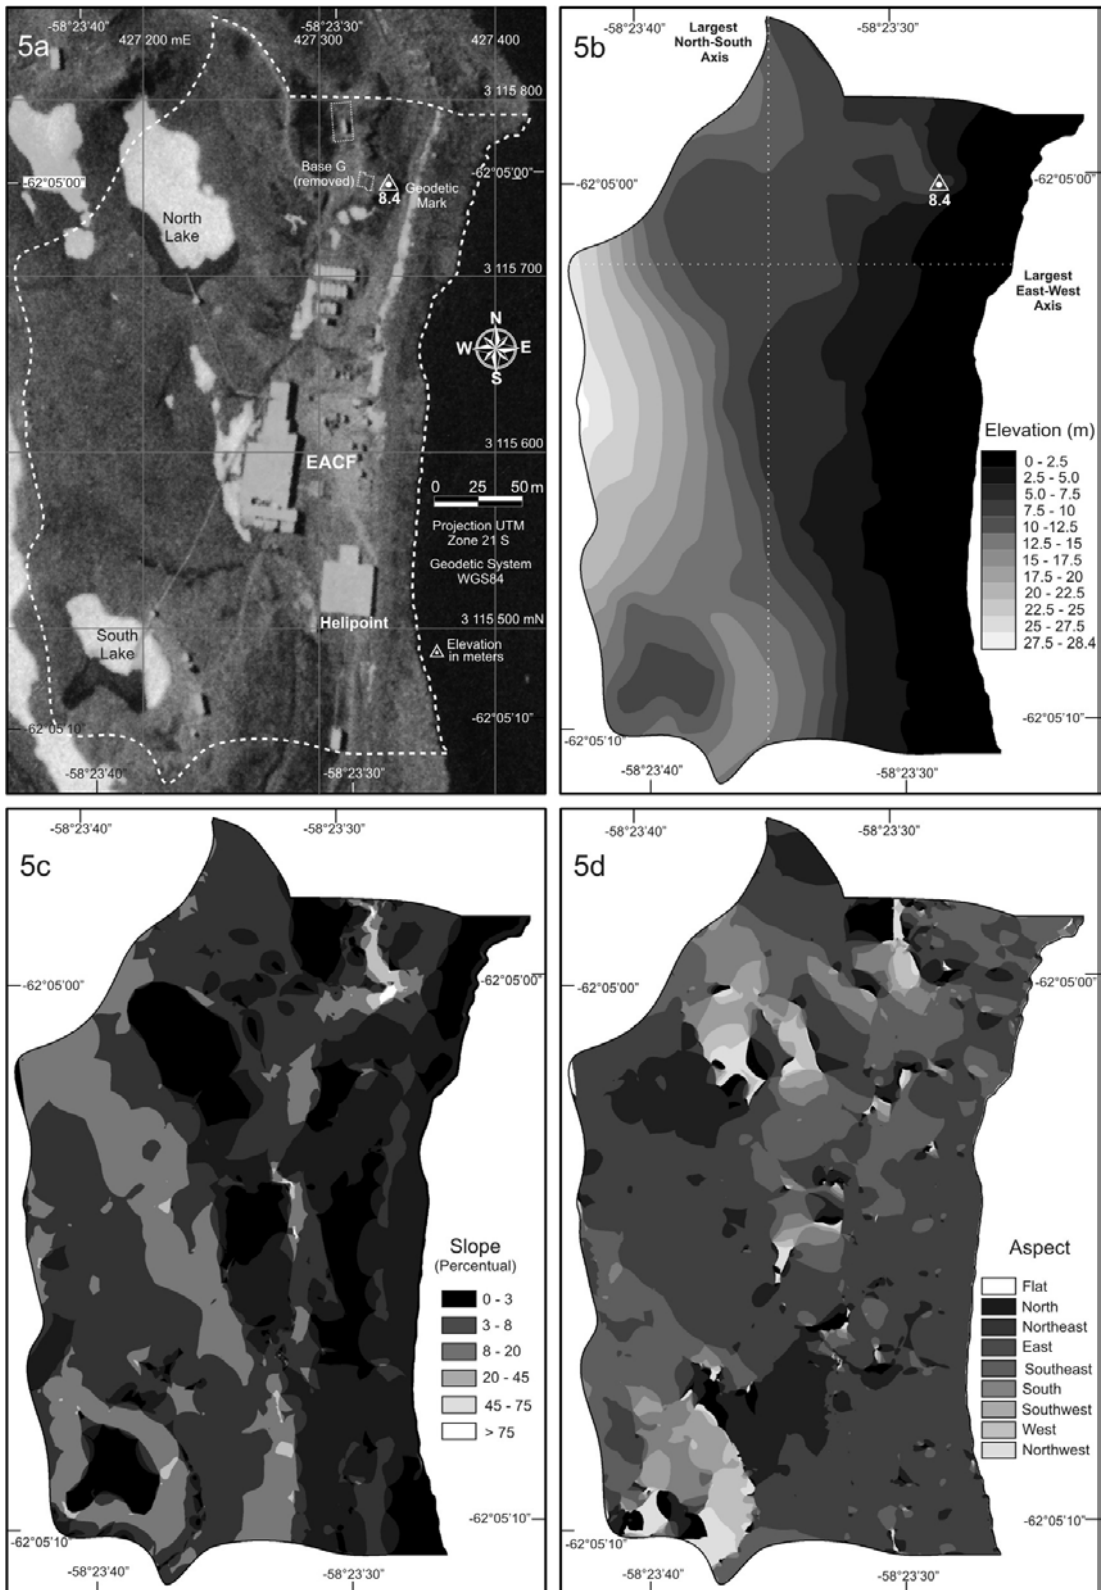 5a
-58°23'40"
-58°23'30"
427 200 mE
427 300
427 400
3 115 800
Base G
(removed)
8.4
Geodetic
Mark
-62°05'00"
-62°05'00"
North
Lake
3 115 700
N
W
E
S
3 115 600
EACF
0 25 50 m
Projection UTM
Zone 21 S
Geodetic System
WGS84
3 115 500 mN
Helipoint
South
Lake
Elevation
in meters
-62°05'10"
-62°05'10"
-58°23'40"
-58°23'30"
5b
-58°23'40"
Largest
North-South
Axis
-58°23'30"
-62°05'00"
-62°05'00"
8.4
Largest
East-West
Axis
Elevation (m)
0 - 2.5
2.5 - 5.0
5.0 - 7.5
7.5 - 10
10 -12.5
12.5 - 15
15 - 17.5
17.5 - 20
20 - 22.5
22.5 - 25
25 - 27.5
27.5 - 28.4
-62°05'10"
-62°05'10"
-58°23'40"
-58°23'30"
5c
-58°23'40"
-58°23'30"
-62°05'00"
-62°05'00"
Slope
(Percentual)
0 - 3
3 - 8
8 - 20
20 - 45
45 - 75
> 75
-62°05'10"
-62°05'10"
-58°23'40"
-58°23'30"
5d
-58°23'40"
-58°23'30"
-62°05'00"
-62°05'00"
Aspect
Flat
North
Northeast
East
Southeast
South
Southwest
West
Northwest
-62°05'10"
-62°05'10"
-58°23'40"
-58°23'30"